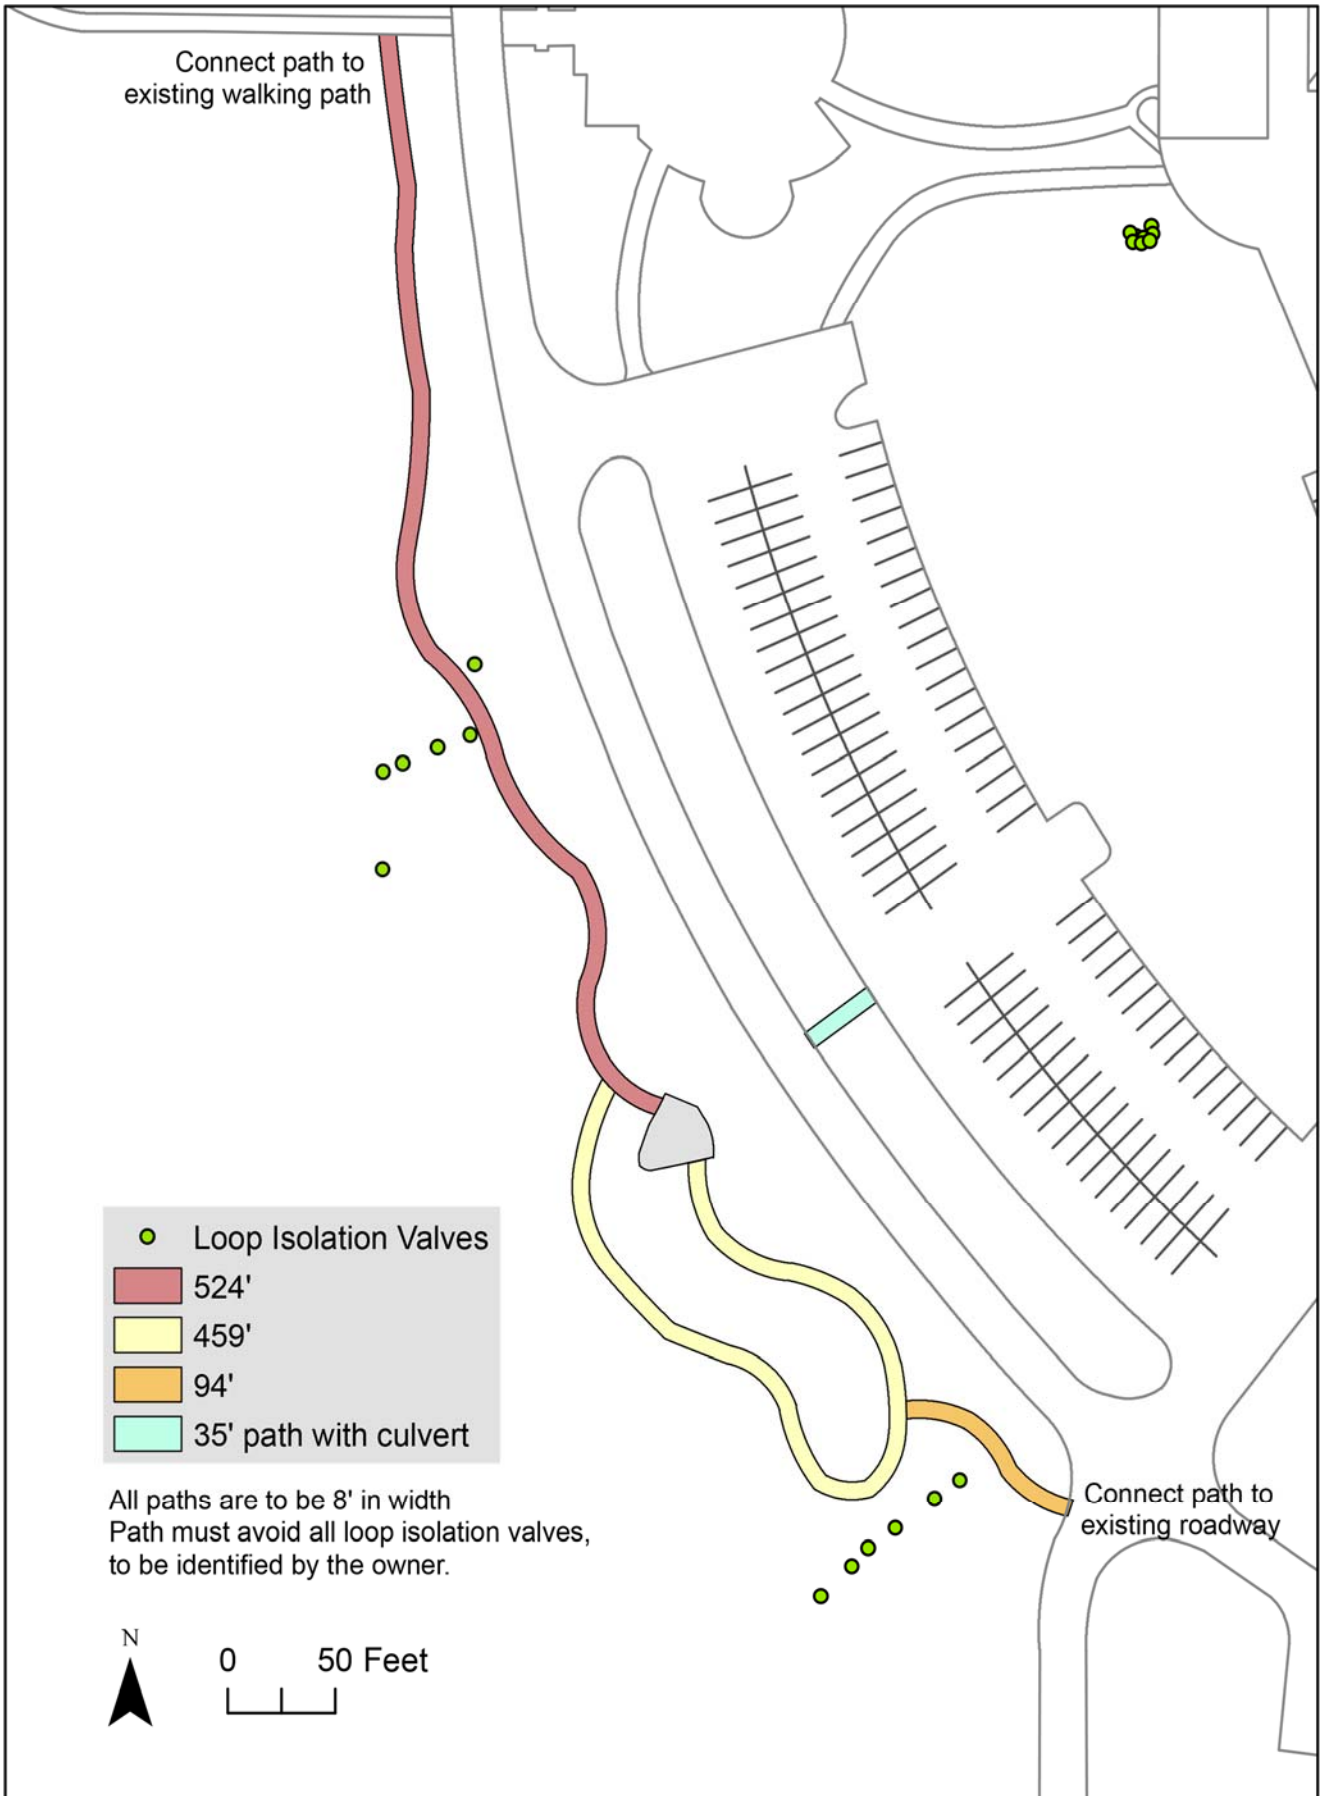 Connect path to
existing walking path
Loop Isolation Valves
524'
459'
94'
35' path with culvert
Connect path to
existing roadway
All paths are to be 8' in width
Path must avoid all loop isolation valves,
to be identified by the owner.
N
0 50 Feet